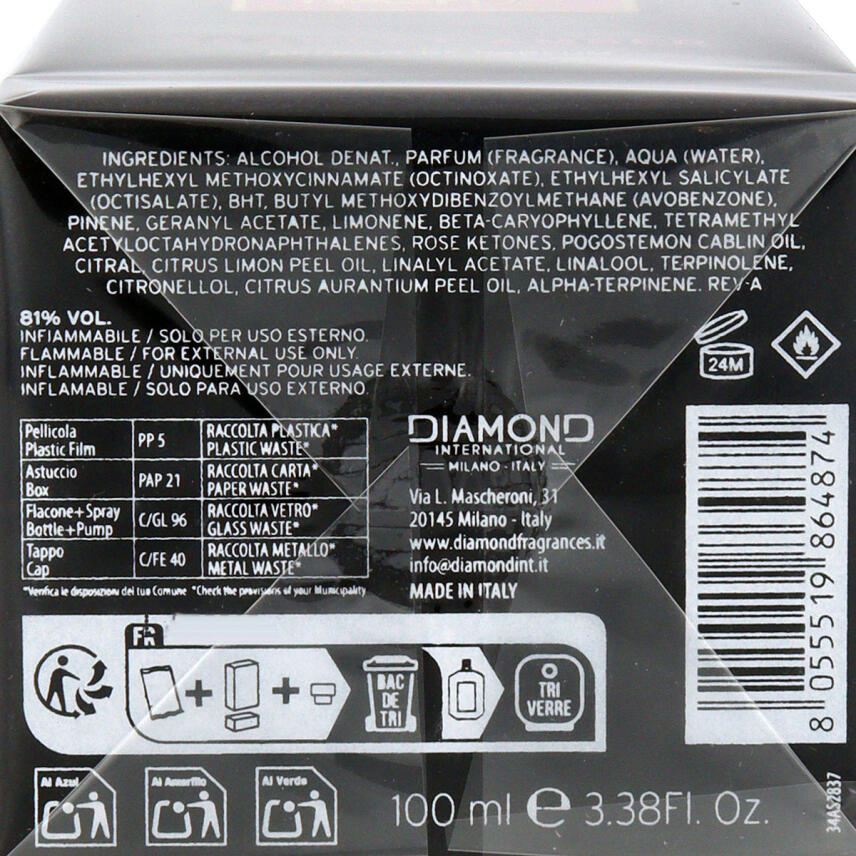 INGREDIENTS: ALCOHOL DENAT., PARFUM (FRAGRANCE), AQUA (WATER),
ETHYLHEXYL METHOXYCINNAMATE (OCTINOXATE), ETHYLHEXYL SALICYLATE
(OCTISALATE), BHT, BUTYL METHOXYDIBENZOYLMETHANE (AVOBENZONE),
PINENE, GERANYL ACETATE, LIMONENE, BETA-CARYOPHYLLENE, TETRAMETHYL
ACETYLOCTAHYDRONAPHTHALENES, ROSE KETONES, POGOSTEMON CABLIN OIL,
CITRAL, CITRUS LIMON PEEL OIL, LINALYL ACETATE, LINALOOL, TERPINOLENE,
CITRONELLOL, CITRUS AURANTIUM PEEL OIL, ALPHA-TERPINENE. REV-A
81% VOL.
INFIAMMABILE / SOLO PER USO ESTERNO.
FLAMMABLE / FOR EXTERNAL USE ONLY.
INFLAMMABLE / UNIQUEMENT POUR USAGE EXTERNE.
INFLAMABLE / SOLO PARA USO EXTERNO.
24M
Pellicola
Plastic Film
PP 5
RACCOLTA PLASTICA*
PLASTIC WASTE*
Astuccio
Box
PAP 21
RACCOLTA CARTA*
PAPER WASTE*
Flacone+Spray
Bottle+Pump
C/GL 96
RACCOLTA VETRO*
GLASS WASTE*
Tappo
Cap
C/FE 40
RACCOLTA METALLO*
METAL WASTE*
*Verifica le disposizioni del tuo Comune *Check the provisions of your Municipality
DIAMOND
INTERNATIONAL
MILANO - ITALY
Via L. Mascheroni, 31
20145 Milano - Italy
www.diamondfragrances.it
info@diamondint.it
MADE IN ITALY
8 055519 864874
FR
BAC
DE
TRI
TRI
VERRE
Al Azul
Al Amarillo
Al Verde
100 ml ℮ 3.38Fl. Oz.
34AS2837